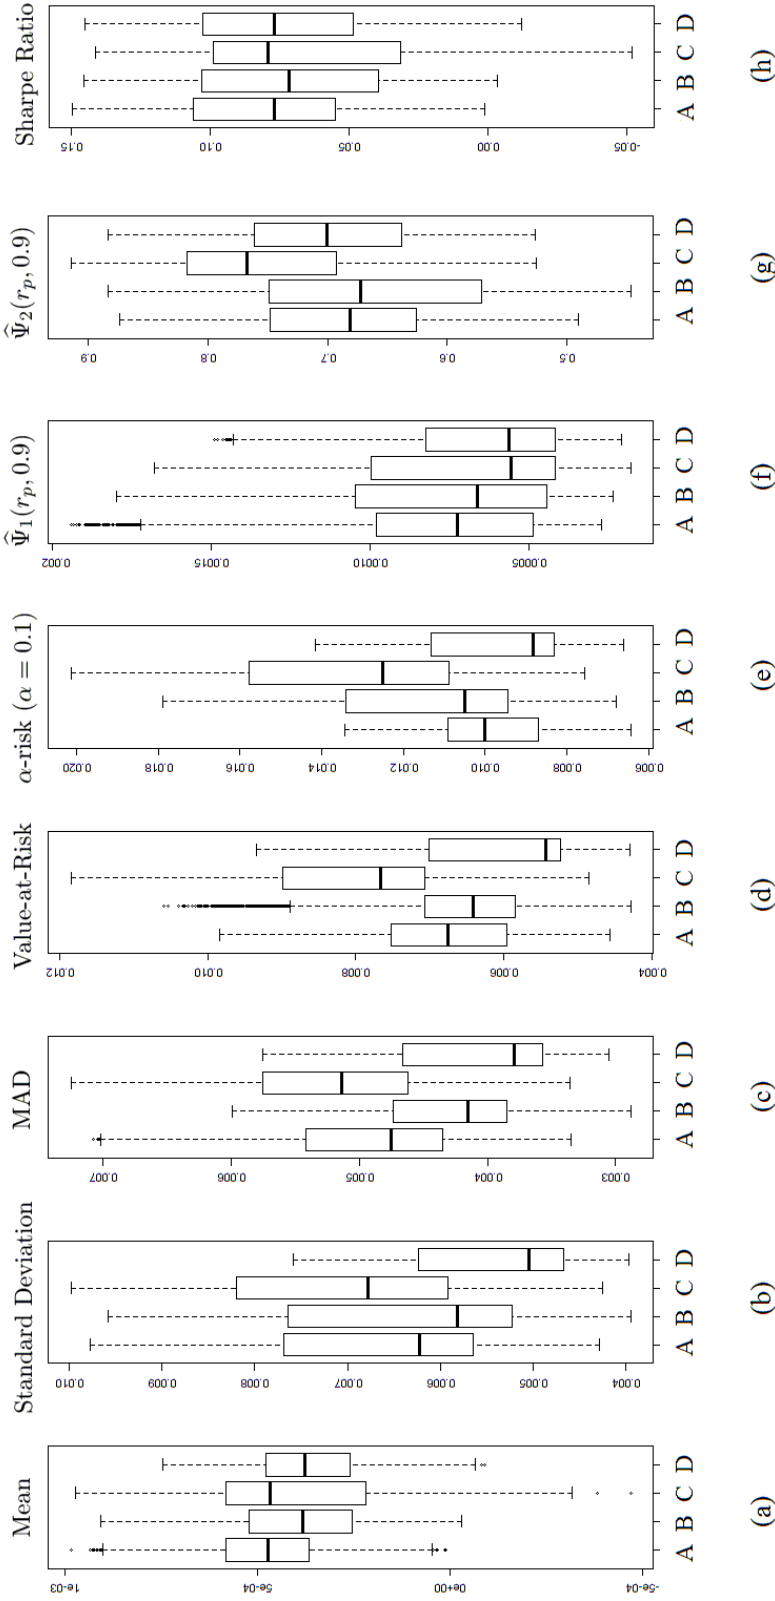 Mean
1e-03
5e-04
0e+00
-5e-04
A B C D
(a)
Standard Deviation
0.010
0.009
0.008
0.007
0.006
0.005
0.004
A B C D
(b)
MAD
0.007
0.006
0.005
0.004
0.003
A B C D
(c)
Value-at-Risk
0.012
0.010
0.008
0.006
0.004
A B C D
(d)
α-risk (α = 0.1)
0.020
0.018
0.016
0.014
0.012
0.010
0.008
0.006
A B C D
(e)
Ψ̂₁(rₚ, 0.9)
0.002
0.0015
0.0010
0.0005
A B C D
(f)
Ψ̂₂(rₚ, 0.9)
0.9
0.8
0.7
0.6
0.5
A B C D
(g)
Sharpe Ratio
0.15
0.10
0.05
0.00
-0.05
A B C D
(h)